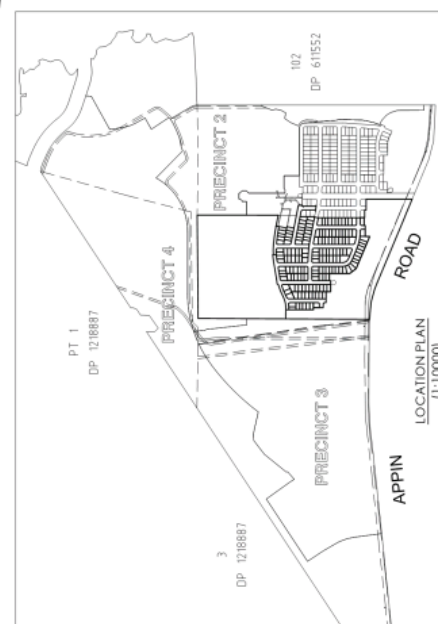 102
DP 611552
PRECINCT 2
PRECINCT 4
PT 1
DP 1218887
ROAD
LOCATION PLAN
(1:10000)
PRECINCT 3
APPIN
3
DP 1218887